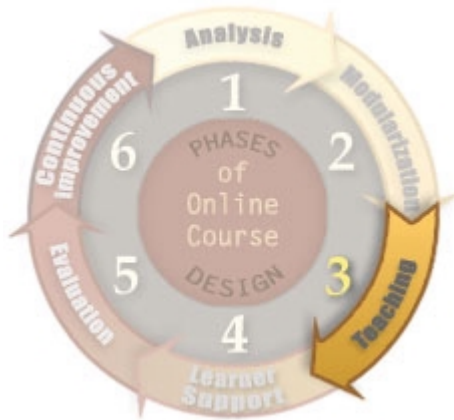 Analysis
Modularization
Teaching
Learner
Support
Evaluation
Continuous
Improvement
1
2
3
4
5
6
PHASES
of
Online
Course
DESIGN